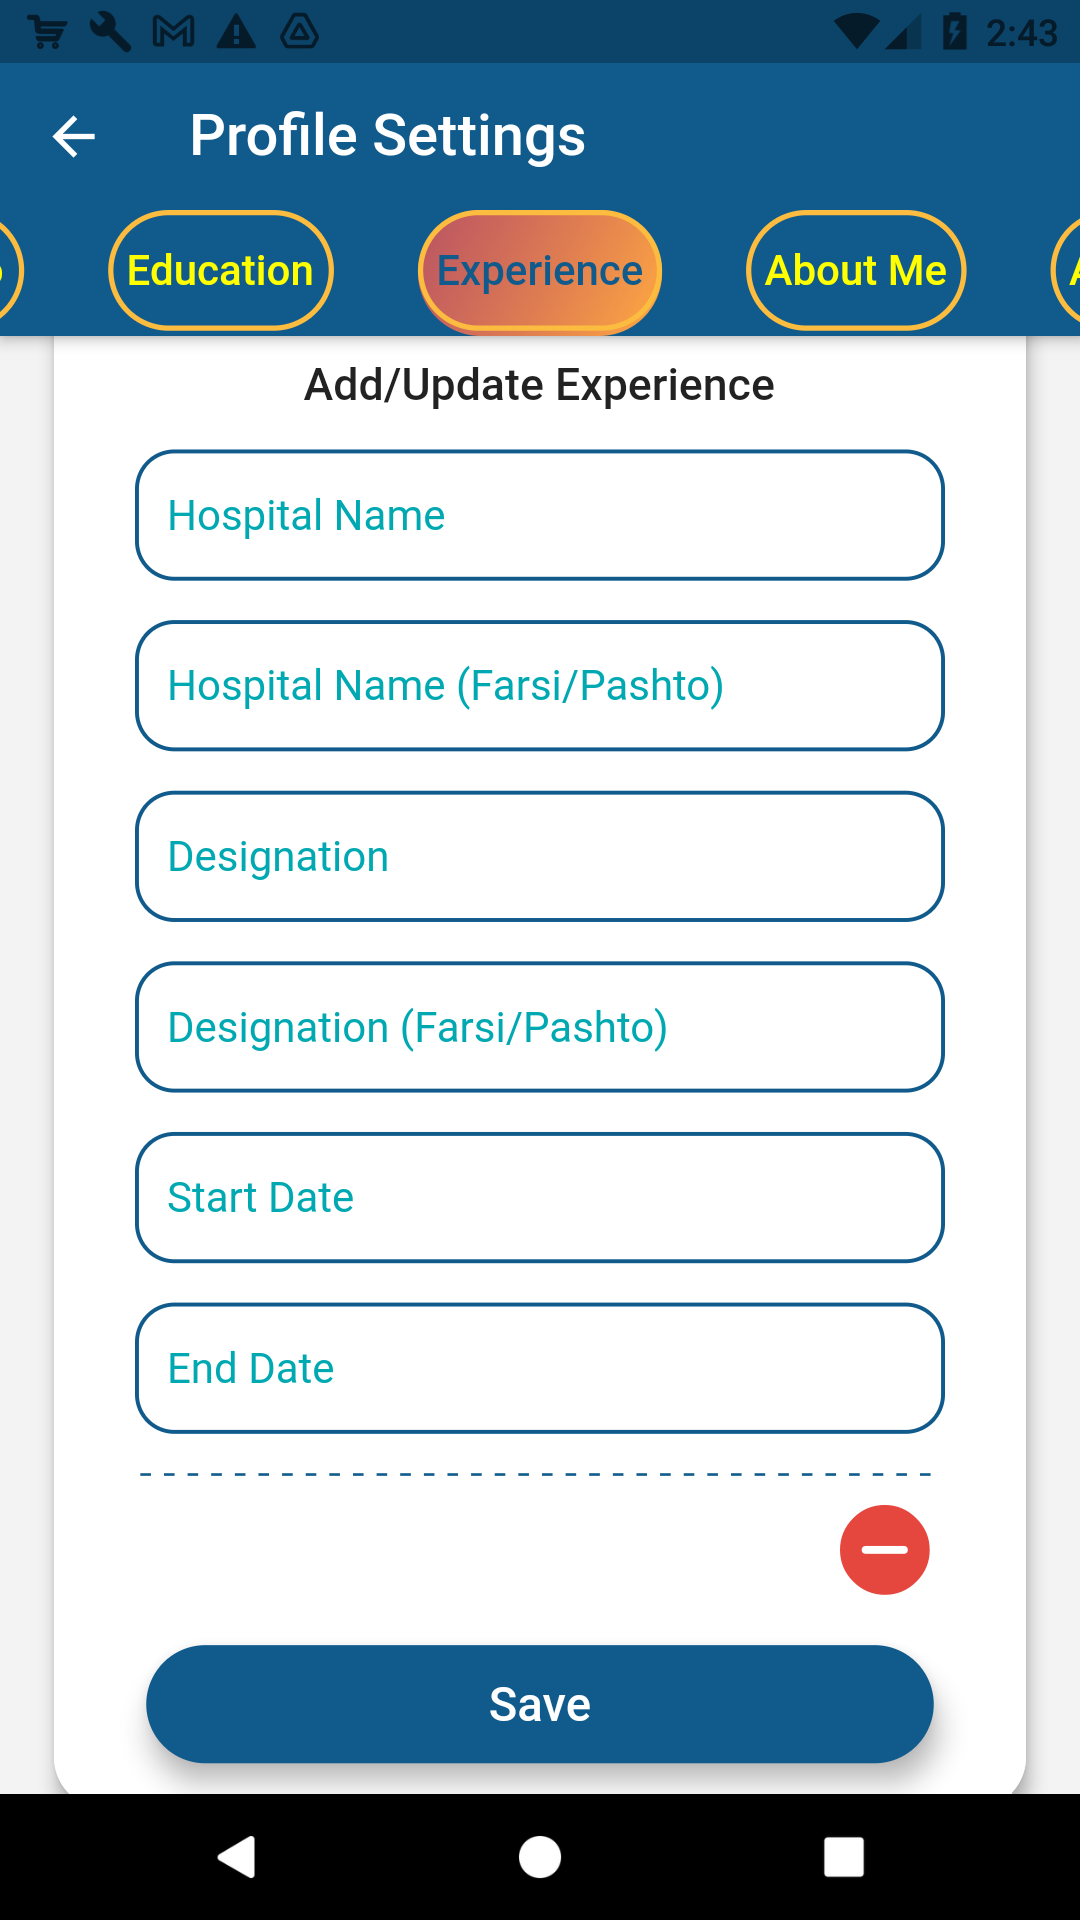 2:43
Profile Settings
Education
Experience
About Me
Add/Update Experience
Hospital Name
Hospital Name (Farsi/Pashto)
Designation
Designation (Farsi/Pashto)
Start Date
End Date
Save